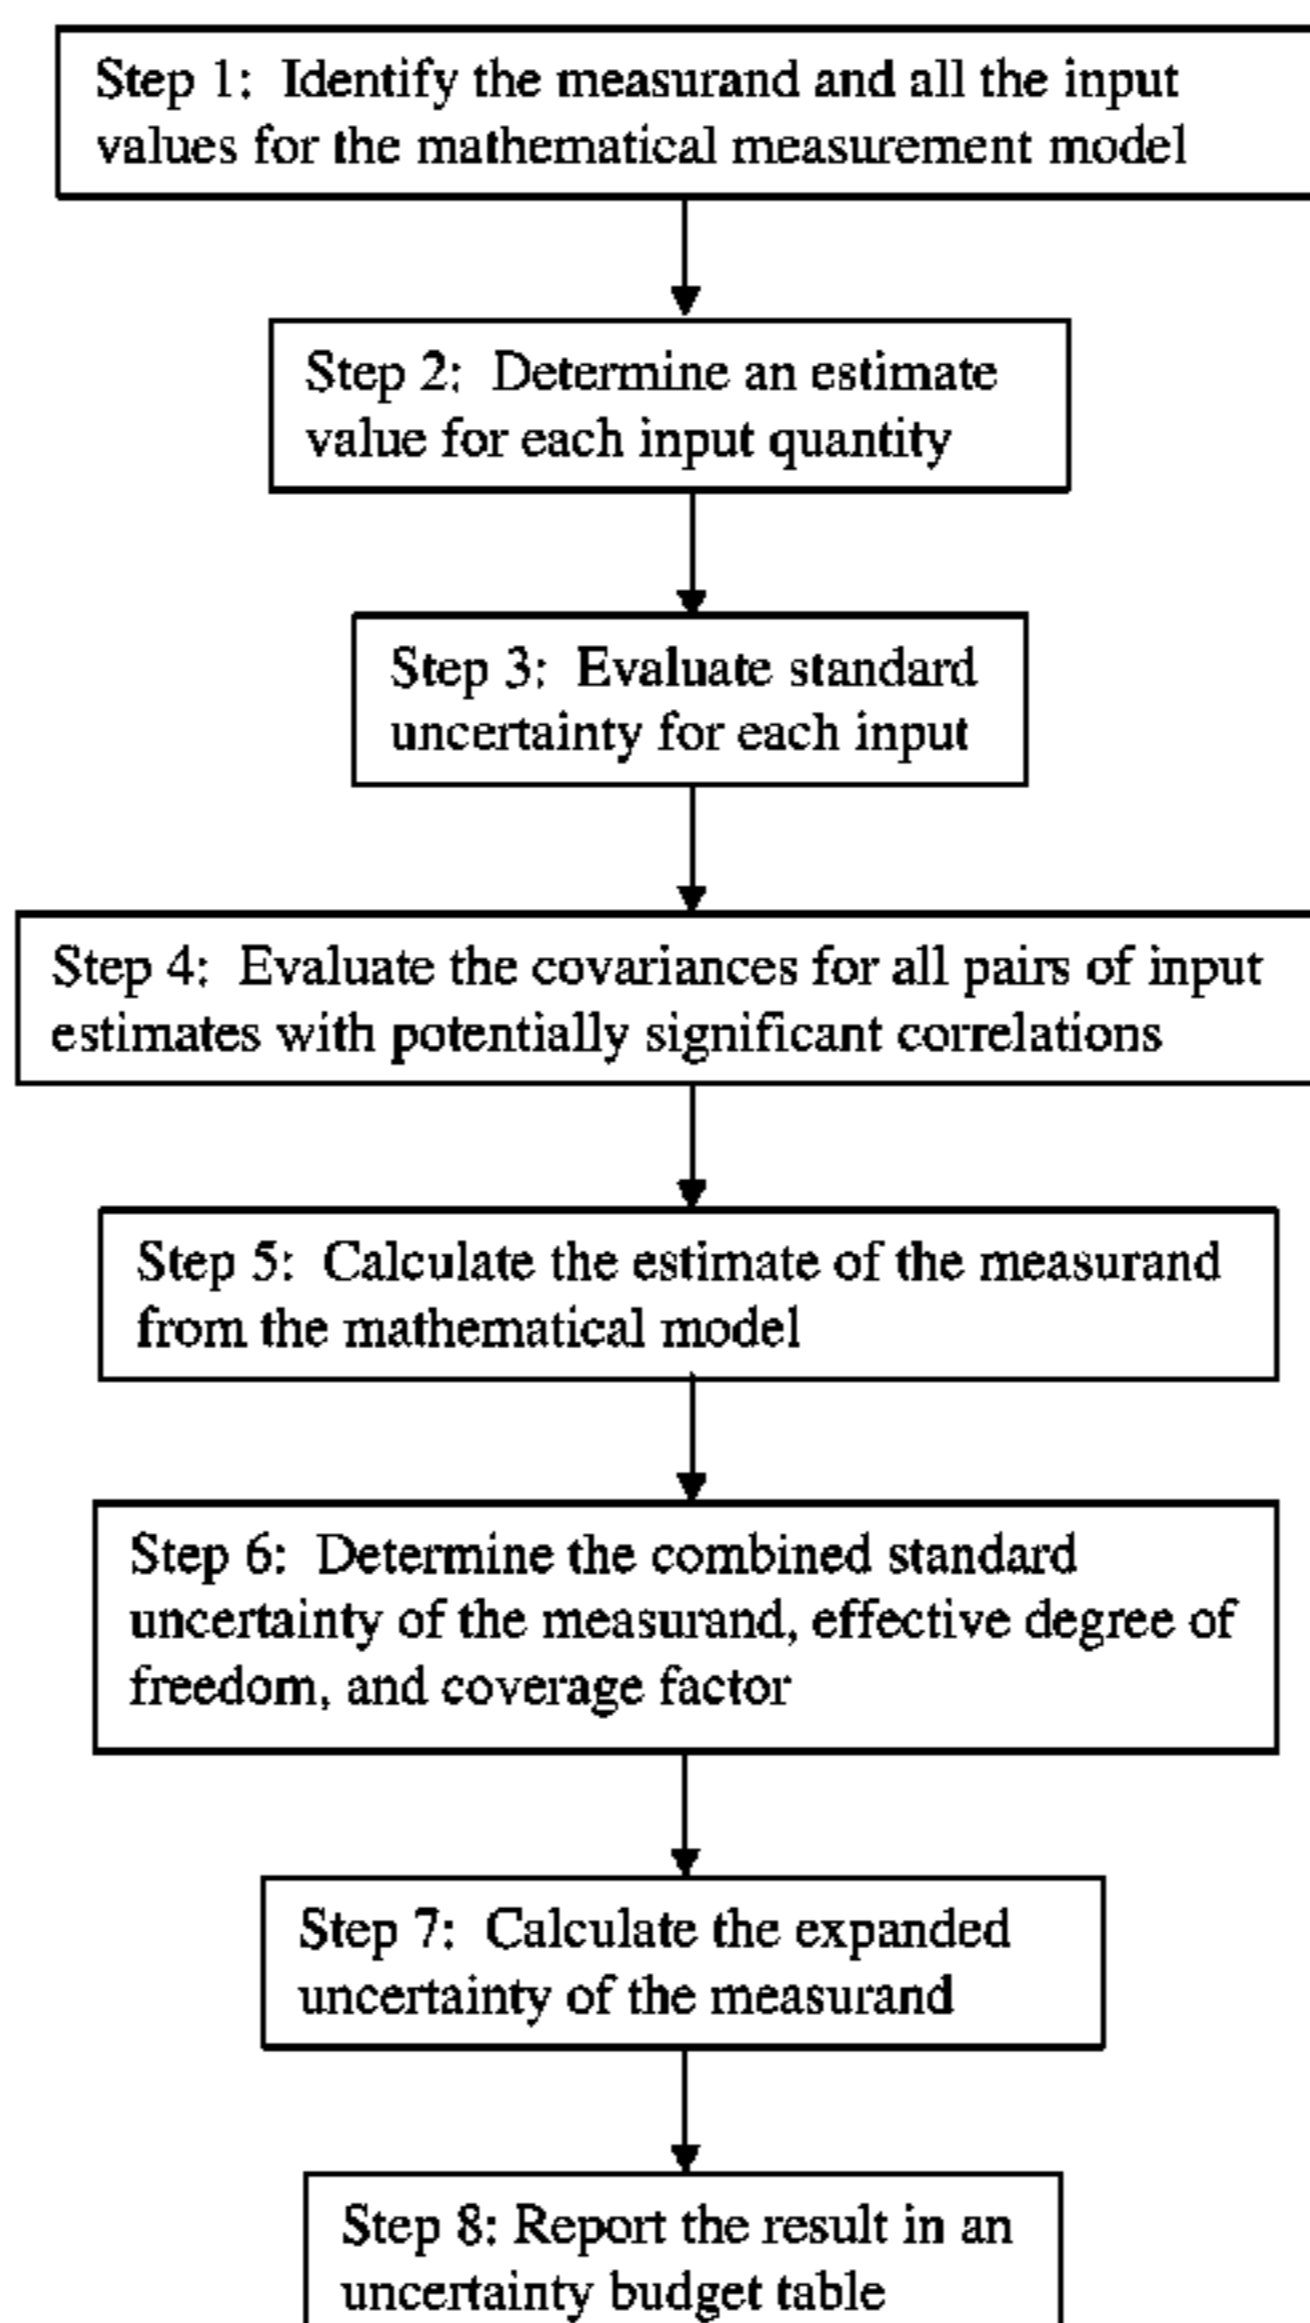 Step 1: Identify the measurand and all the input
values for the mathematical measurement model
Step 2: Determine an estimate
value for each input quantity
Step 3: Evaluate standard
uncertainty for each input
Step 4: Evaluate the covariances for all pairs of input
estimates with potentially significant correlations
Step 5: Calculate the estimate of the measurand
from the mathematical model
Step 6: Determine the combined standard
uncertainty of the measurand, effective degree of
freedom, and coverage factor
Step 7: Calculate the expanded
uncertainty of the measurand
Step 8: Report the result in an
uncertainty budget table